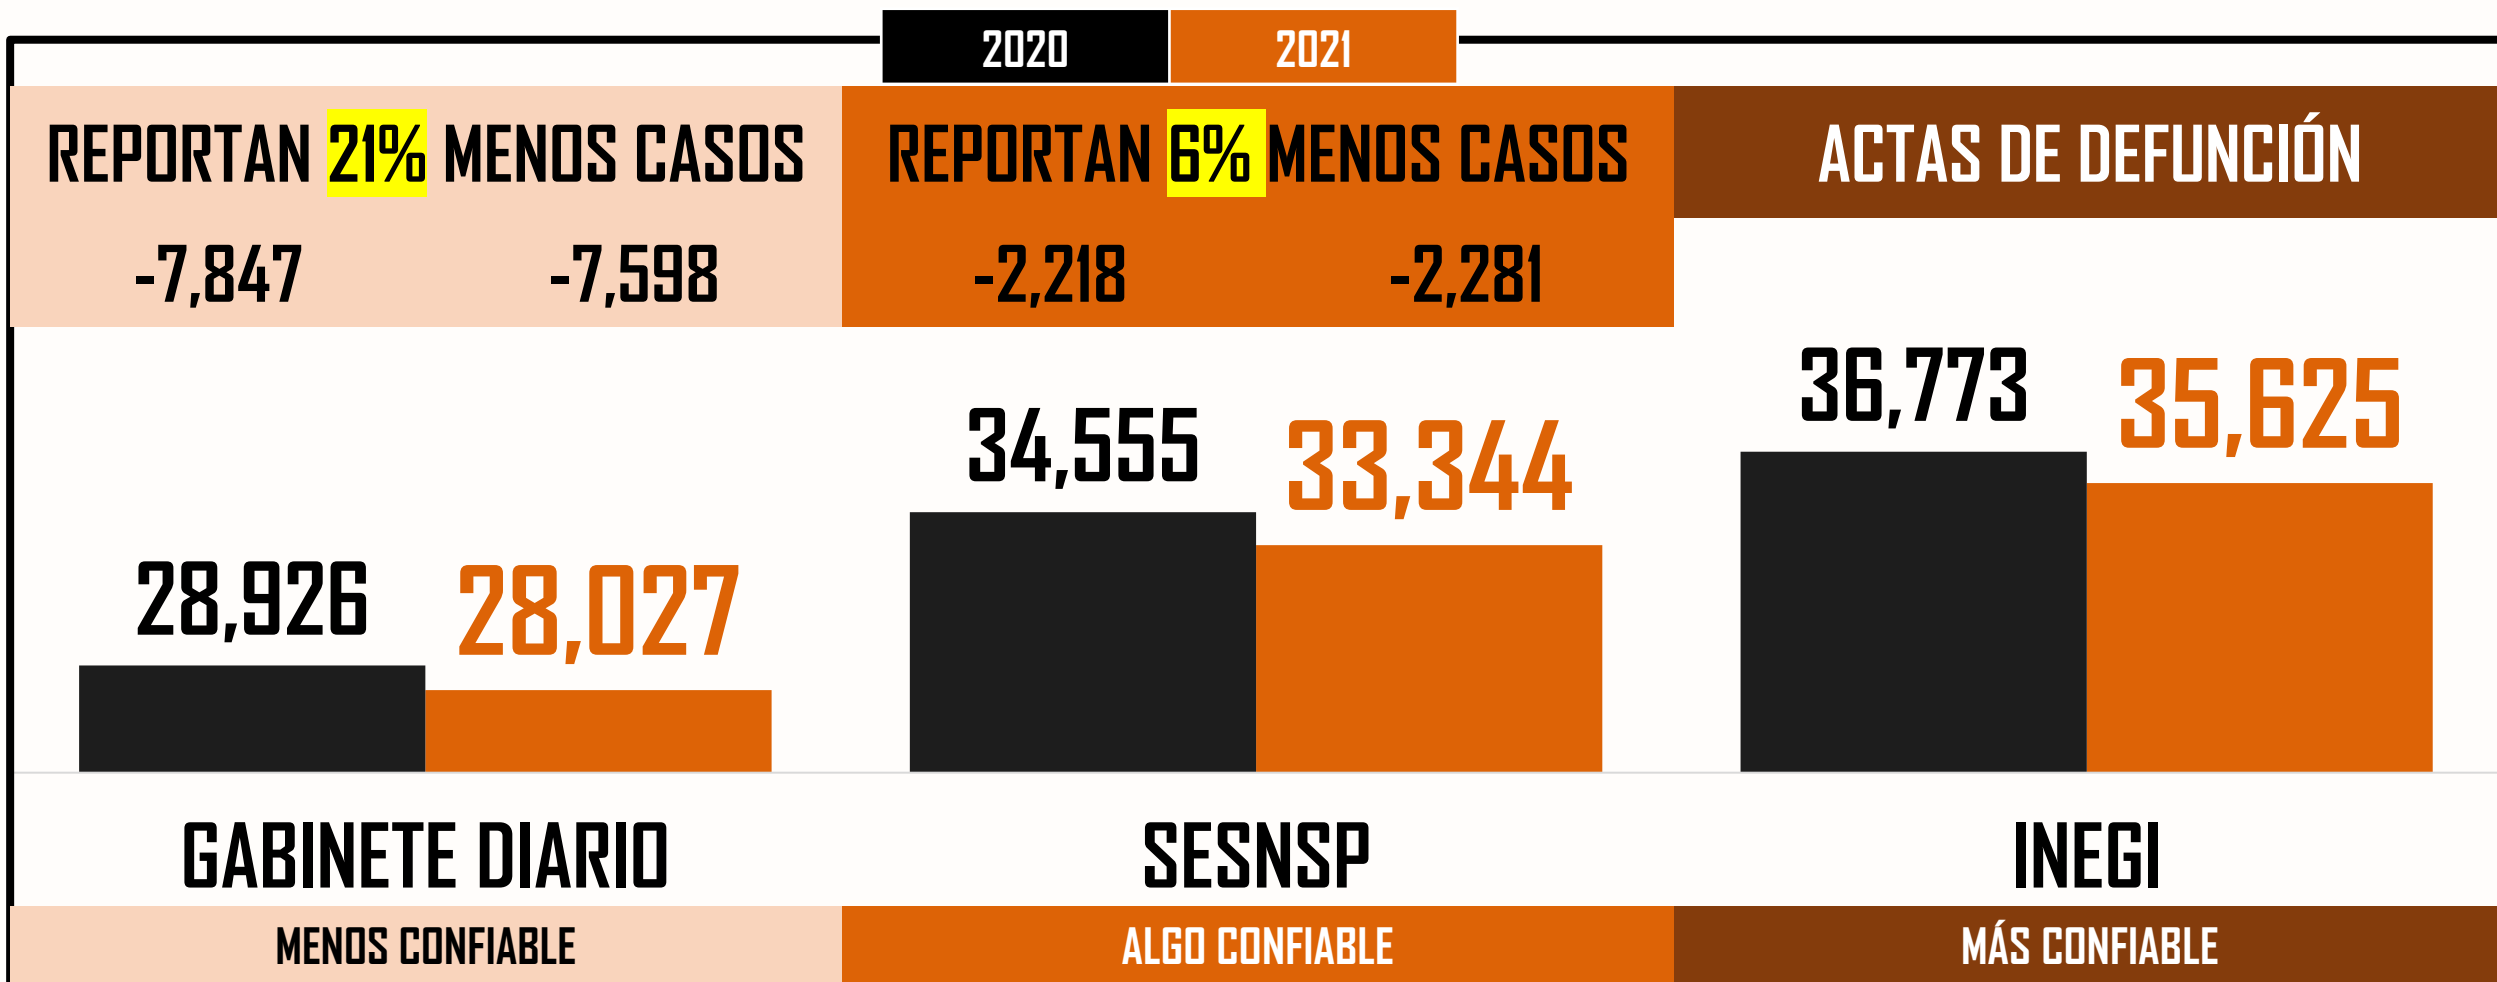 2020 2021
REPORTAN 21% MENOS CASOS
REPORTAN 6% MENOS CASOS
ACTAS DE DEFUNCIÓN
-7,847 -7,598 -2,218 -2,281
36,773 35,625
34,555 33,344
28,926 28,027
GABINETE DIARIO SESNSP INEGI
MENOS CONFIABLE ALGO CONFIABLE MÁS CONFIABLE